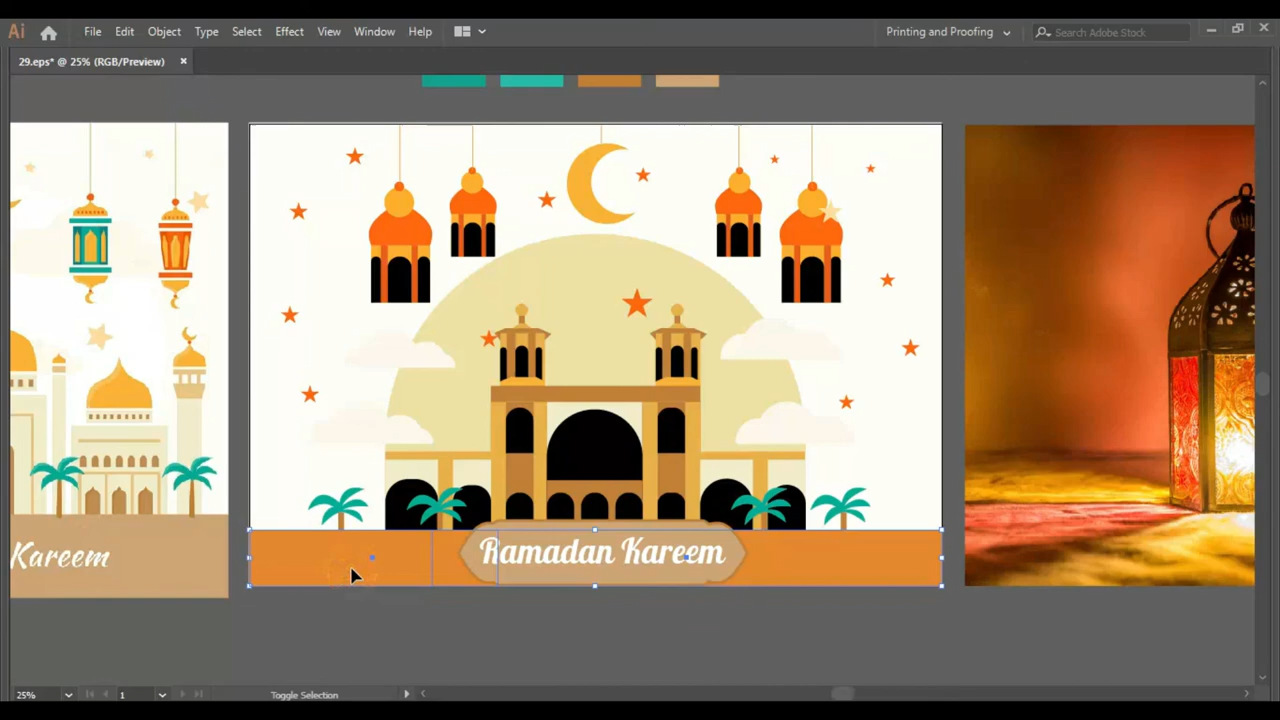 Ai File Edit Object Type Select Effect View Window Help Printing and Proofing Search Adobe Stock
29.eps* @ 25% (RGB/Preview) ×
Kareem
Ramadan Kareem
25% 1 Toggle Selection